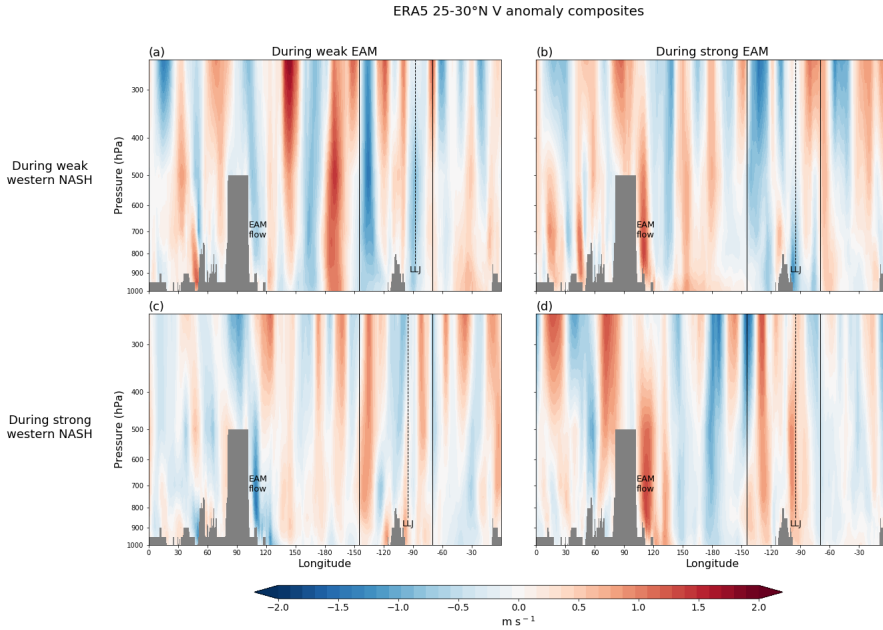 ERA5 25-30°N V anomaly composites
(a) During weak EAM
(b) During strong EAM
During weak
western NASH
Pressure (hPa)
300
400
500
600
700
800
900
1000
EAM
flow
LLJ
EAM
flow
LLJ
(c)
(d)
During strong
western NASH
Pressure (hPa)
300
400
500
600
700
800
900
1000
EAM
flow
LLJ
EAM
flow
LLJ
0 30 60 90 120 150 -180 -150 -120 -90 -60 -30
0 30 60 90 120 150 -180 -150 -120 -90 -60 -30
Longitude
Longitude
−2.0 −1.5 −1.0 −0.5 0.0 0.5 1.0 1.5 2.0
m s⁻¹